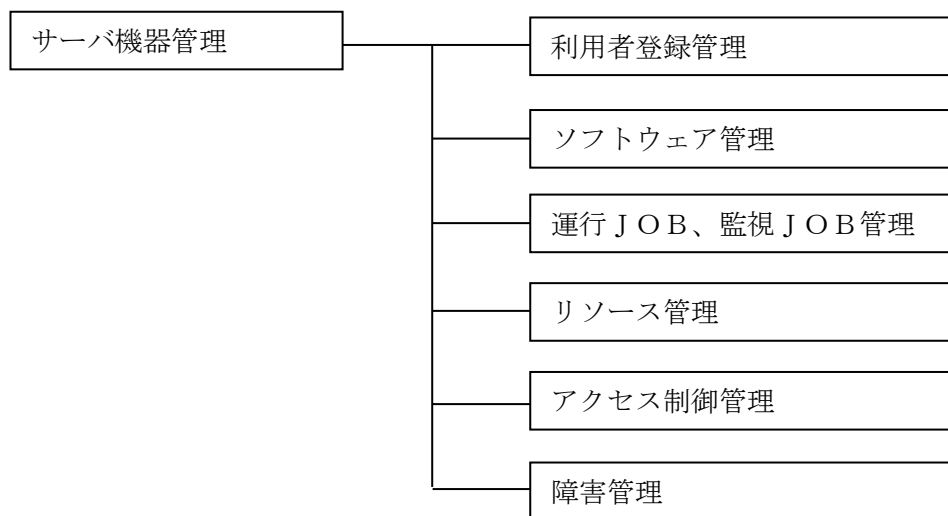 サーバ機器管理
利用者登録管理
ソフトウェア管理
運行ＪＯＢ、監視ＪＯＢ管理
リソース管理
アクセス制御管理
障害管理